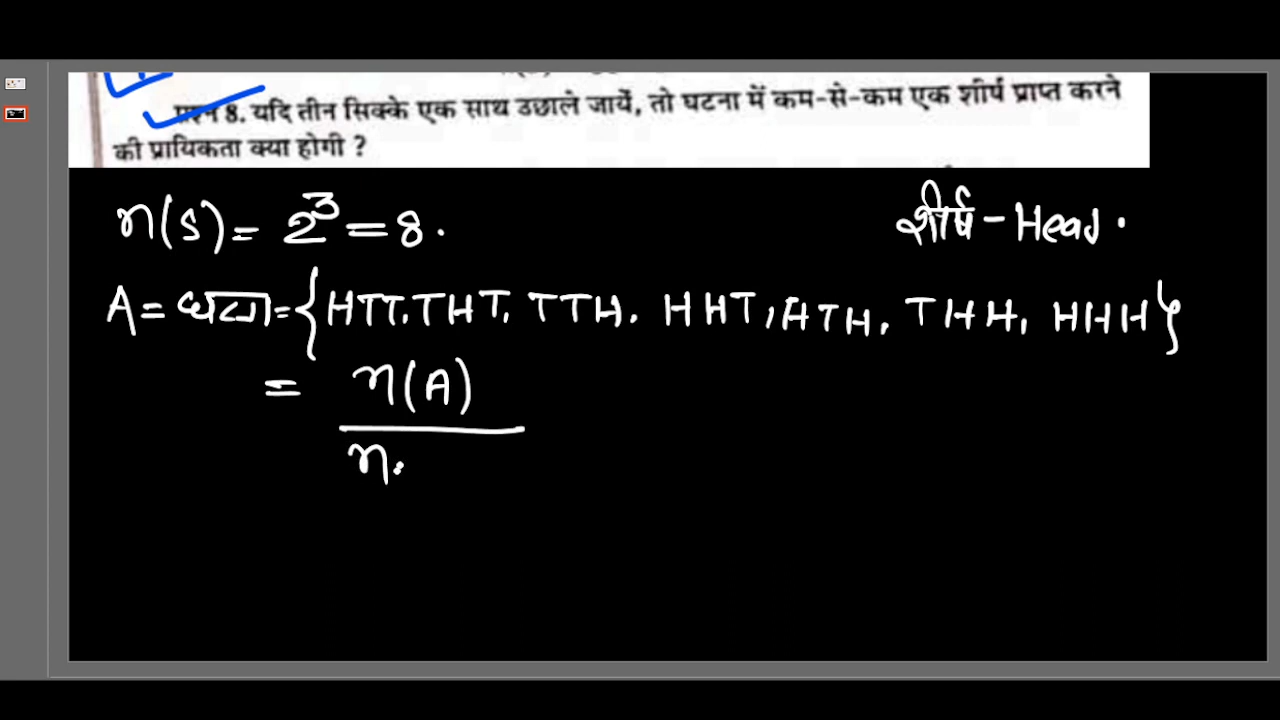 प्रश्न 8. यदि तीन सिक्के एक साथ उछाले जायें, तो घटना में कम-से-कम एक शीर्ष प्राप्त करने
की प्रायिकता क्या होगी ?
n(S) = 2³ = 8.
शीर्ष - Head.
A = घटना = {HTT, THT, TTH, HHT, HTH, THH, HHH}
= n(A)
n.